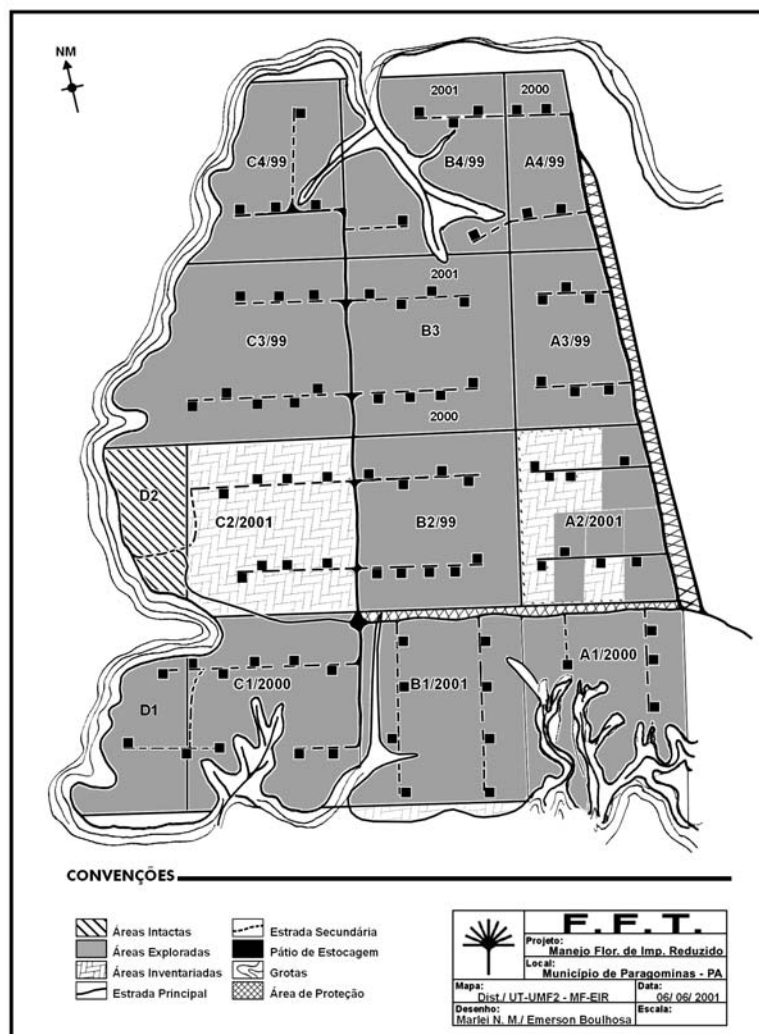 NM
2001
2000
C4/99
B4/99
A4/99
2001
C3/99
B3
A3/99
2000
D2
C2/2001
B2/99
A2/2001
A1/2000
C1/2000
B1/2001
D1
CONVENÇÕES
Áreas Intactas
Áreas Exploradas
Áreas Inventariadas
Estrada Principal
Estrada Secundária
Pátio de Estocagem
Grotas
Área de Proteção
F.F.T.
Projeto:
Manejo Flor. de Imp. Reduzido
Local:
Município de Paragominas - PA
Mapa:
Dist./ UT-UMF2 - MF-EIR
Data:
06/ 06/ 2001
Desenho:
Marlei N. M./ Emerson Boulhosa
Escala: